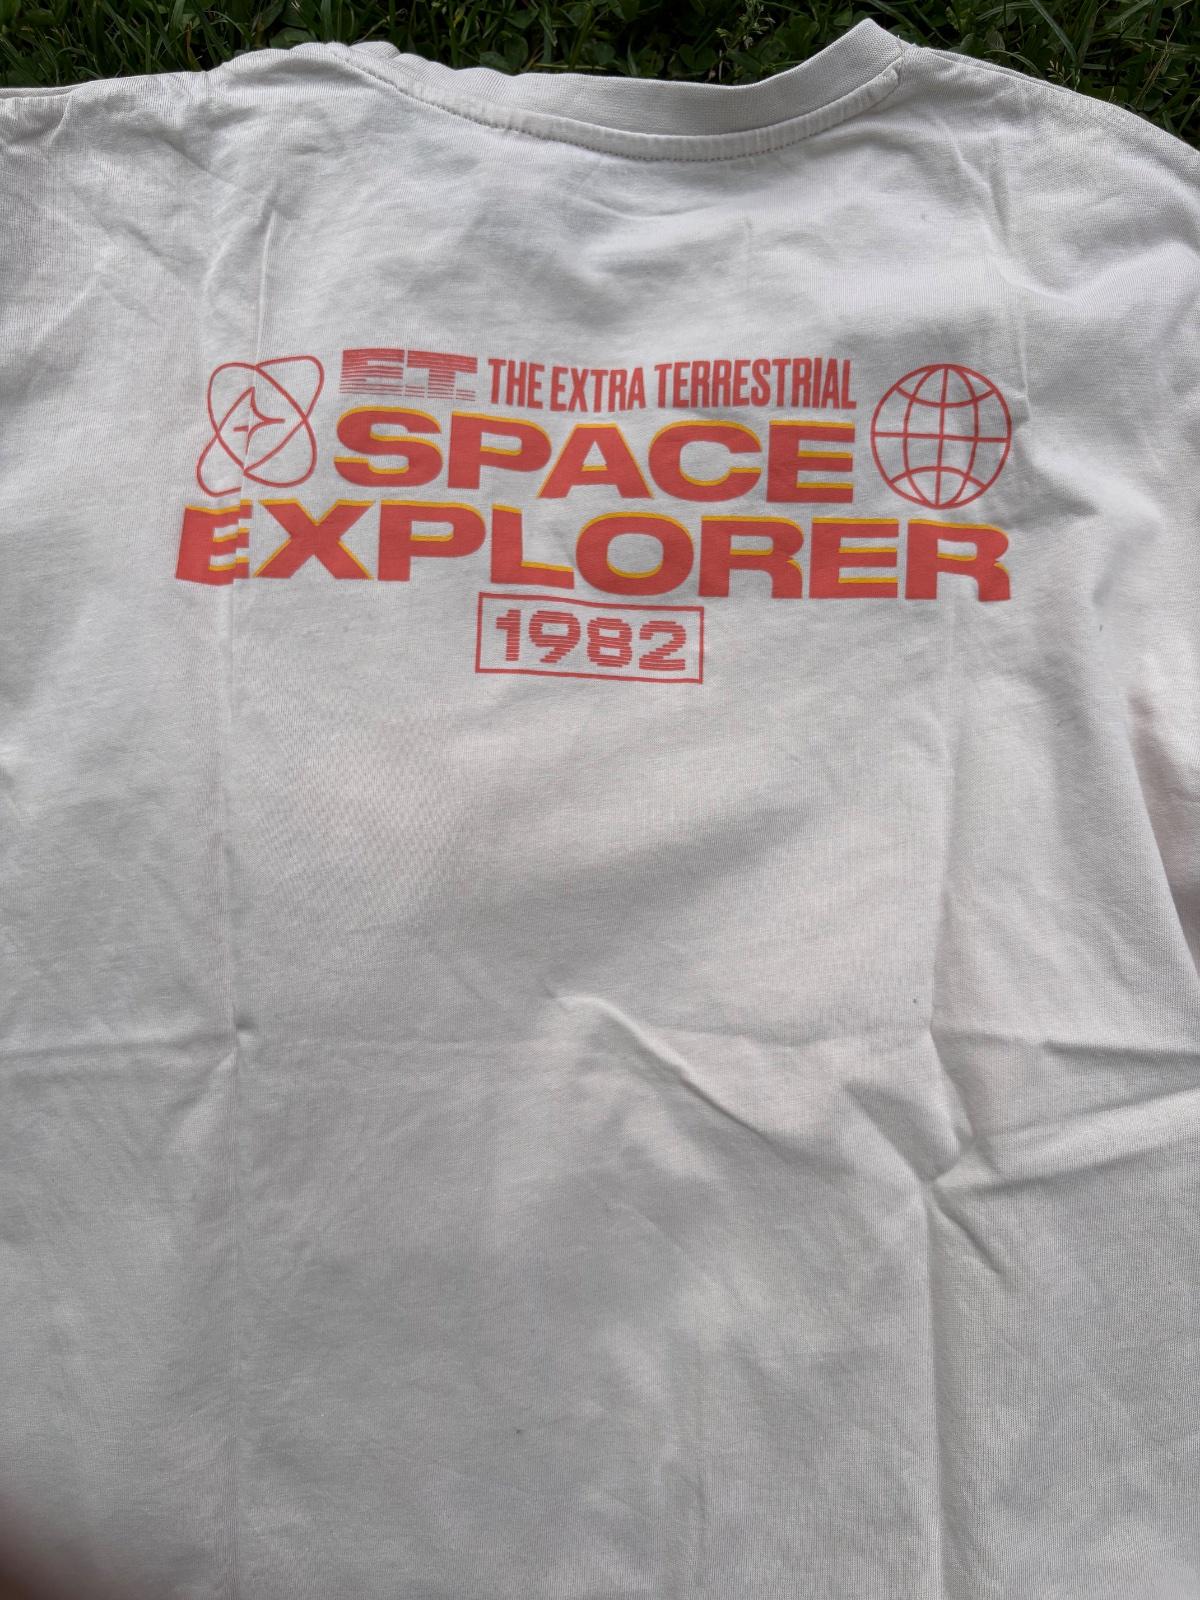 E.T. THE EXTRA TERRESTRIAL
SPACE
EXPLORER
1982